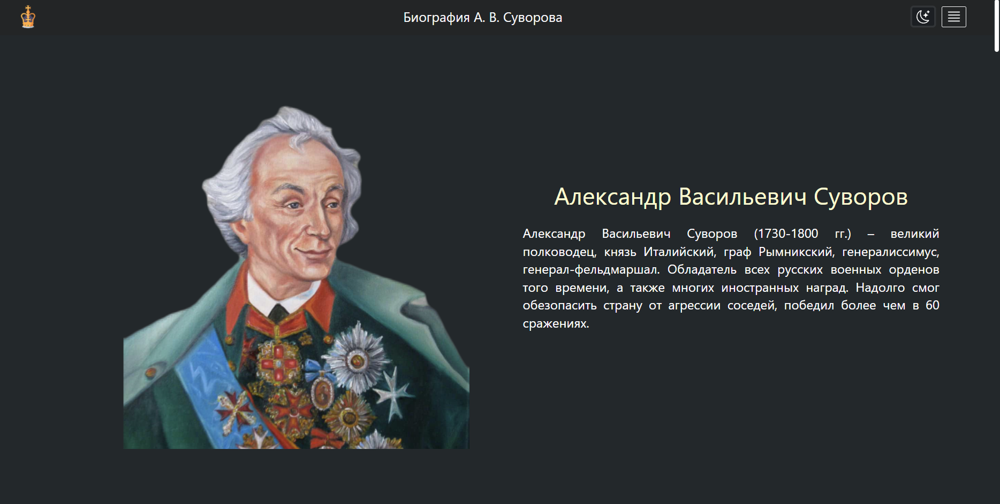 Биография А. В. Суворова
Александр Васильевич Суворов
Александр Васильевич Суворов (1730-1800 гг.) – великий
полководец, князь Италийский, граф Рымникский, генералиссимус,
генерал-фельдмаршал. Обладатель всех русских военных орденов
того времени, а также многих иностранных наград. Надолго смог
обезопасить страну от агрессии соседей, победил более чем в 60
сражениях.